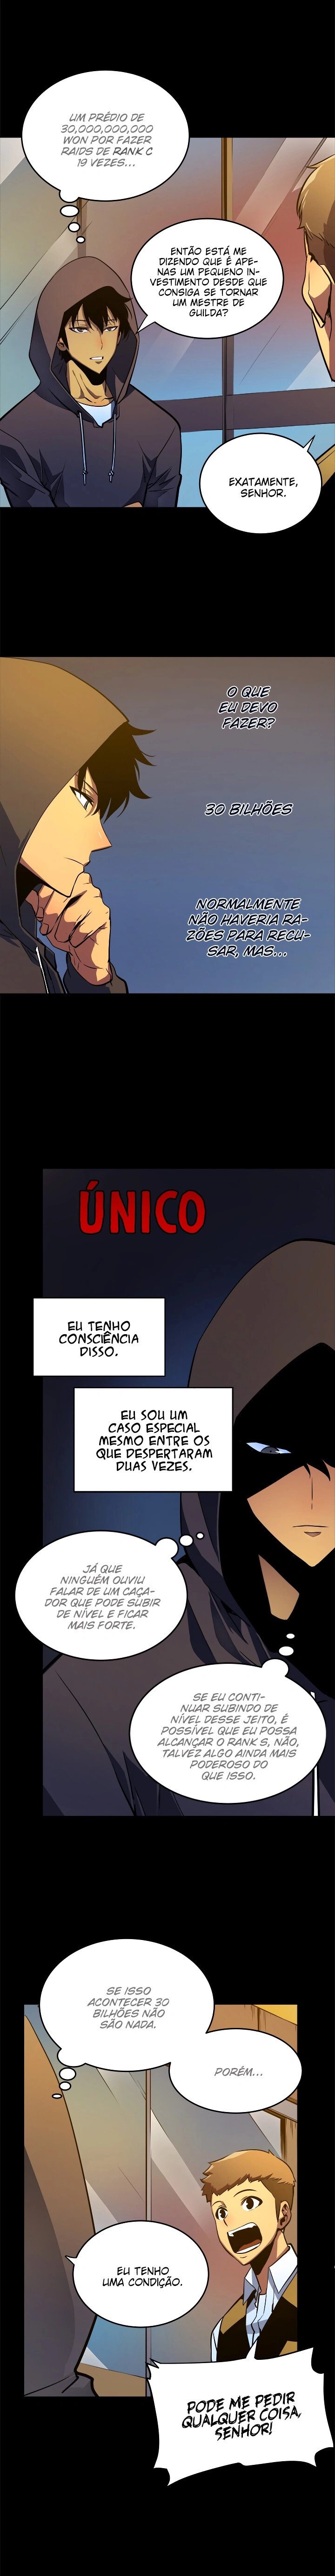 UM PRÉDIO DE
30,000,000,000
WON POR FAZER
RAIDS DE RANK C
19 VEZES...
ENTÃO ESTÁ ME
DIZENDO QUE É APE-
NAS UM PEQUENO IN-
VESTIMENTO DESDE QUE
CONSIGA SE TORNAR
UM MESTRE DE
GUILDA?
EXATAMENTE,
SENHOR.
O QUE
EU DEVO
FAZER?
30 BILHÕES
NORMALMENTE
NÃO HAVERIA RA-
ZÕES PARA RECU-
SAR, MAS...
ÚNICO
EU TENHO
CONSCIÊNCIA
DISSO.
EU SOU UM
CASO ESPECIAL
MESMO ENTRE OS
QUE DESPERTARAM
DUAS VEZES.
JÁ QUE
NINGUÉM OUVIU
FALAR DE UM CAÇA-
DOR QUE PODE SUBIR
DE NÍVEL E FICAR
MAIS FORTE.
SE EU CONTI-
NUAR SUBINDO DE
NÍVEL DESSE JEITO, É
POSSÍVEL QUE EU POSSA
ALCANÇAR O RANK S, NÃO,
TALVEZ ALGO AINDA MAIS
PODEROSO DO
QUE ISSO.
SE ISSO
ACONTECER 30
BILHÕES NÃO
SÃO NADA.
PORÉM...
EU TENHO
UMA CONDIÇÃO.
PODE ME PEDIR
QUALQUER COISA,
SENHOR!